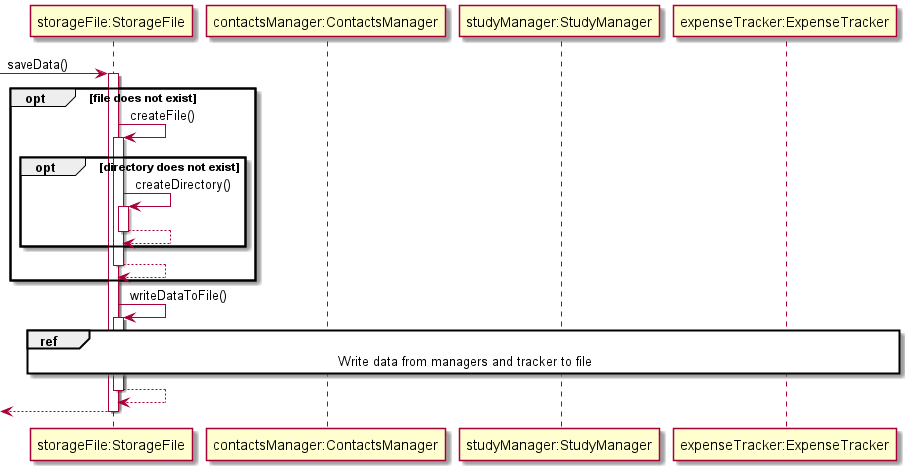 storageFile:StorageFile
contactsManager:ContactsManager
studyManager:StudyManager
expenseTracker:ExpenseTracker
saveData()
opt
[file does not exist]
createFile()
opt
[directory does not exist]
createDirectory()
writeDataToFile()
ref
Write data from managers and tracker to file
storageFile:StorageFile
contactsManager:ContactsManager
studyManager:StudyManager
expenseTracker:ExpenseTracker